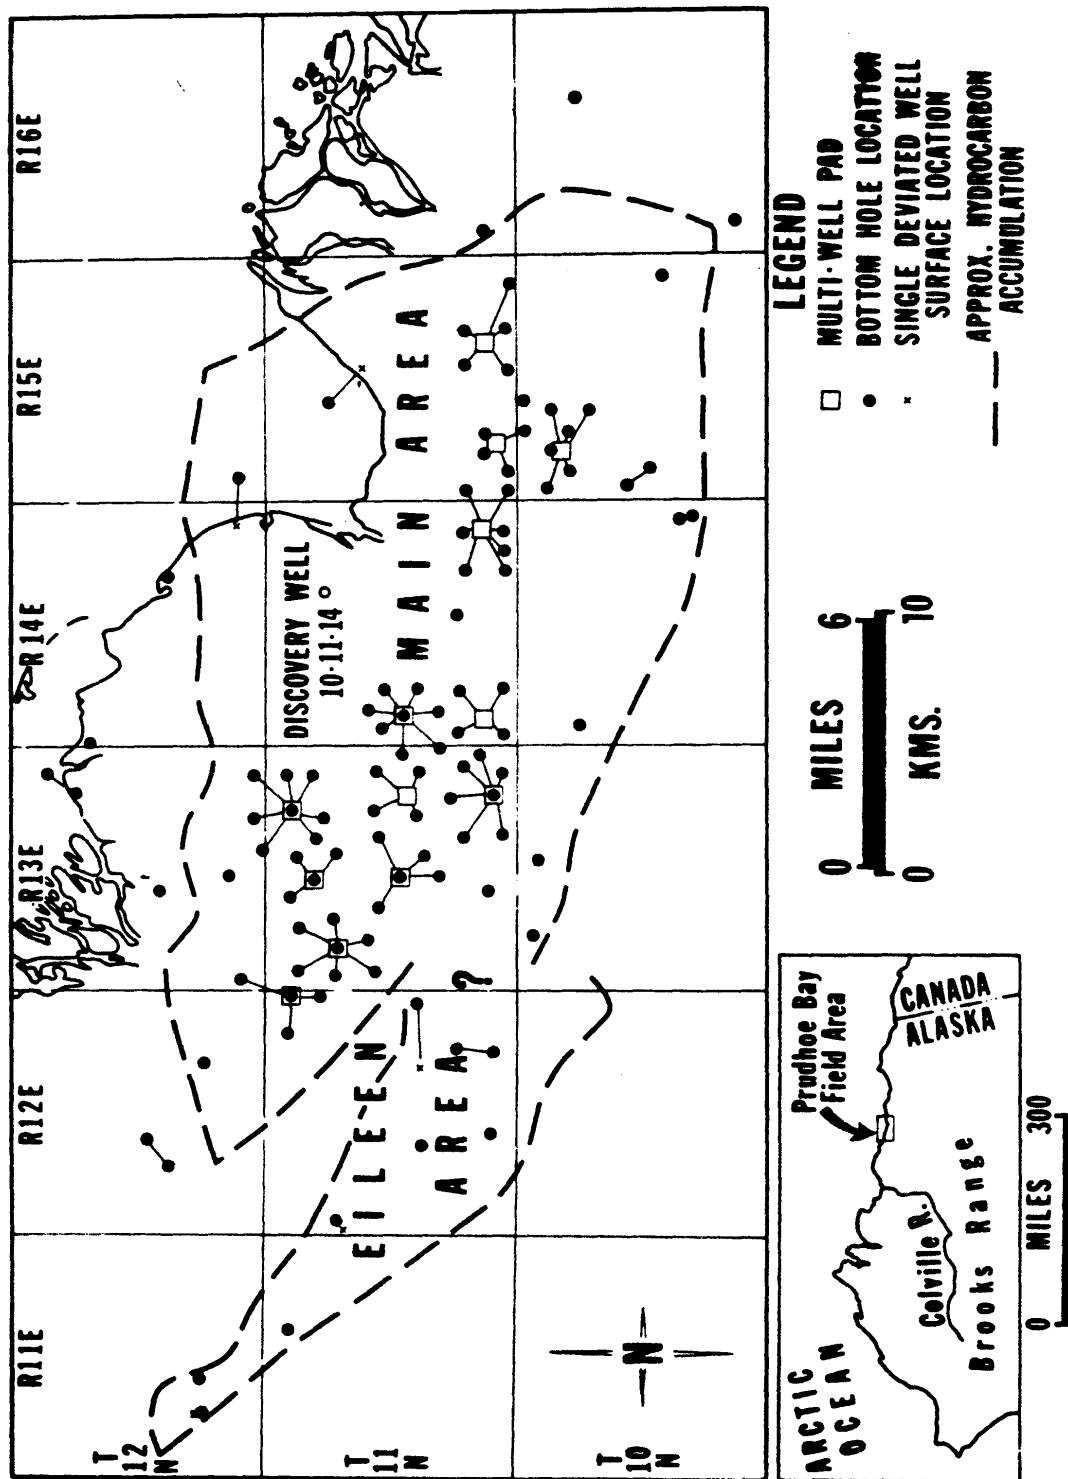 R11E
R12E
R13E
R14E
R15E
R16E
T
12
N
T
11
N
T
10
N
DISCOVERY WELL
10-11-14
MAIN AREA
EILEEN
AREA
?
N
LEGEND
MULTI-WELL PAD
BOTTOM HOLE LOCATION
SINGLE DEVIATED WELL
SURFACE LOCATION
APPROX. HYDROCARBON
ACCUMULATION
0 MILES 6
0 KMS. 10
ARCTIC
OCEAN
Prudhoe Bay
Field Area
CANADA
ALASKA
Colville R.
Brooks Range
0 MILES 300